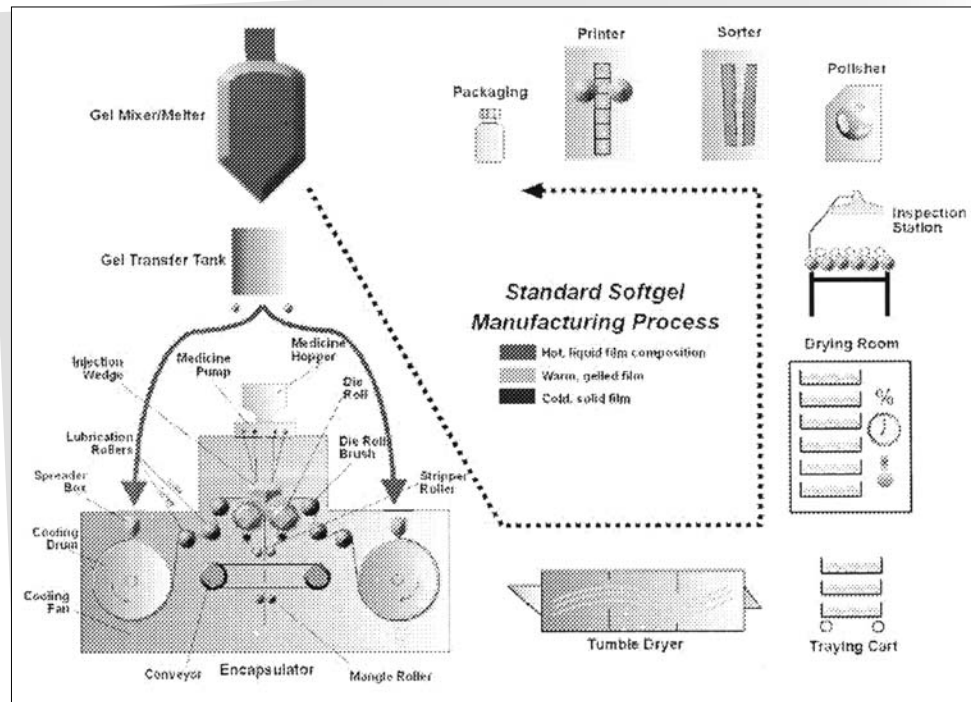 Printer
Sorter
Polisher
Packaging
Gel Mixer/Melter
Inspection
Station
Gel Transfer Tank
Standard Softgel
Manufacturing Process
Hot, liquid film composition
Warm, gelled film
Cold, solid film
Drying Room
%
Injection
Wedge
Medicine
Pump
Medicine
Hopper
Die
Roll
Lubrication
Rollers
Die Roll
Brush
Spreader
Box
Stripper
Roller
Cooling
Drum
Cooling
Fan
Conveyor
Encapsulator
Mangle Roller
Tumble Dryer
Traying Cart